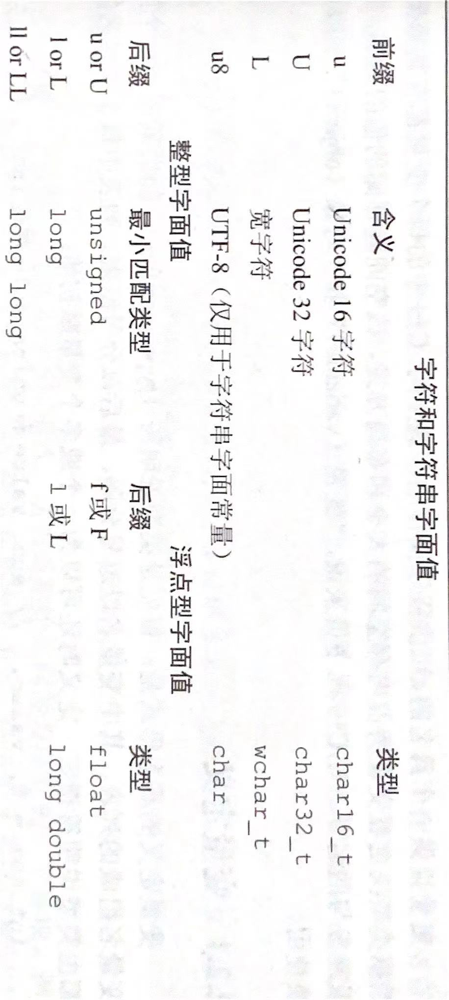 字符和字符串字面值
前缀 含义 类型
u Unicode 16 字符 char16_t
U Unicode 32 字符 char32_t
L 宽字符 wchar_t
u8 UTF-8（仅用于字符串字面常量） char
整型字面值 浮点型字面值
后缀 最小匹配类型 后缀 类型
u or U unsigned f 或 F float
l or L long l 或 L long double
ll or LL long long